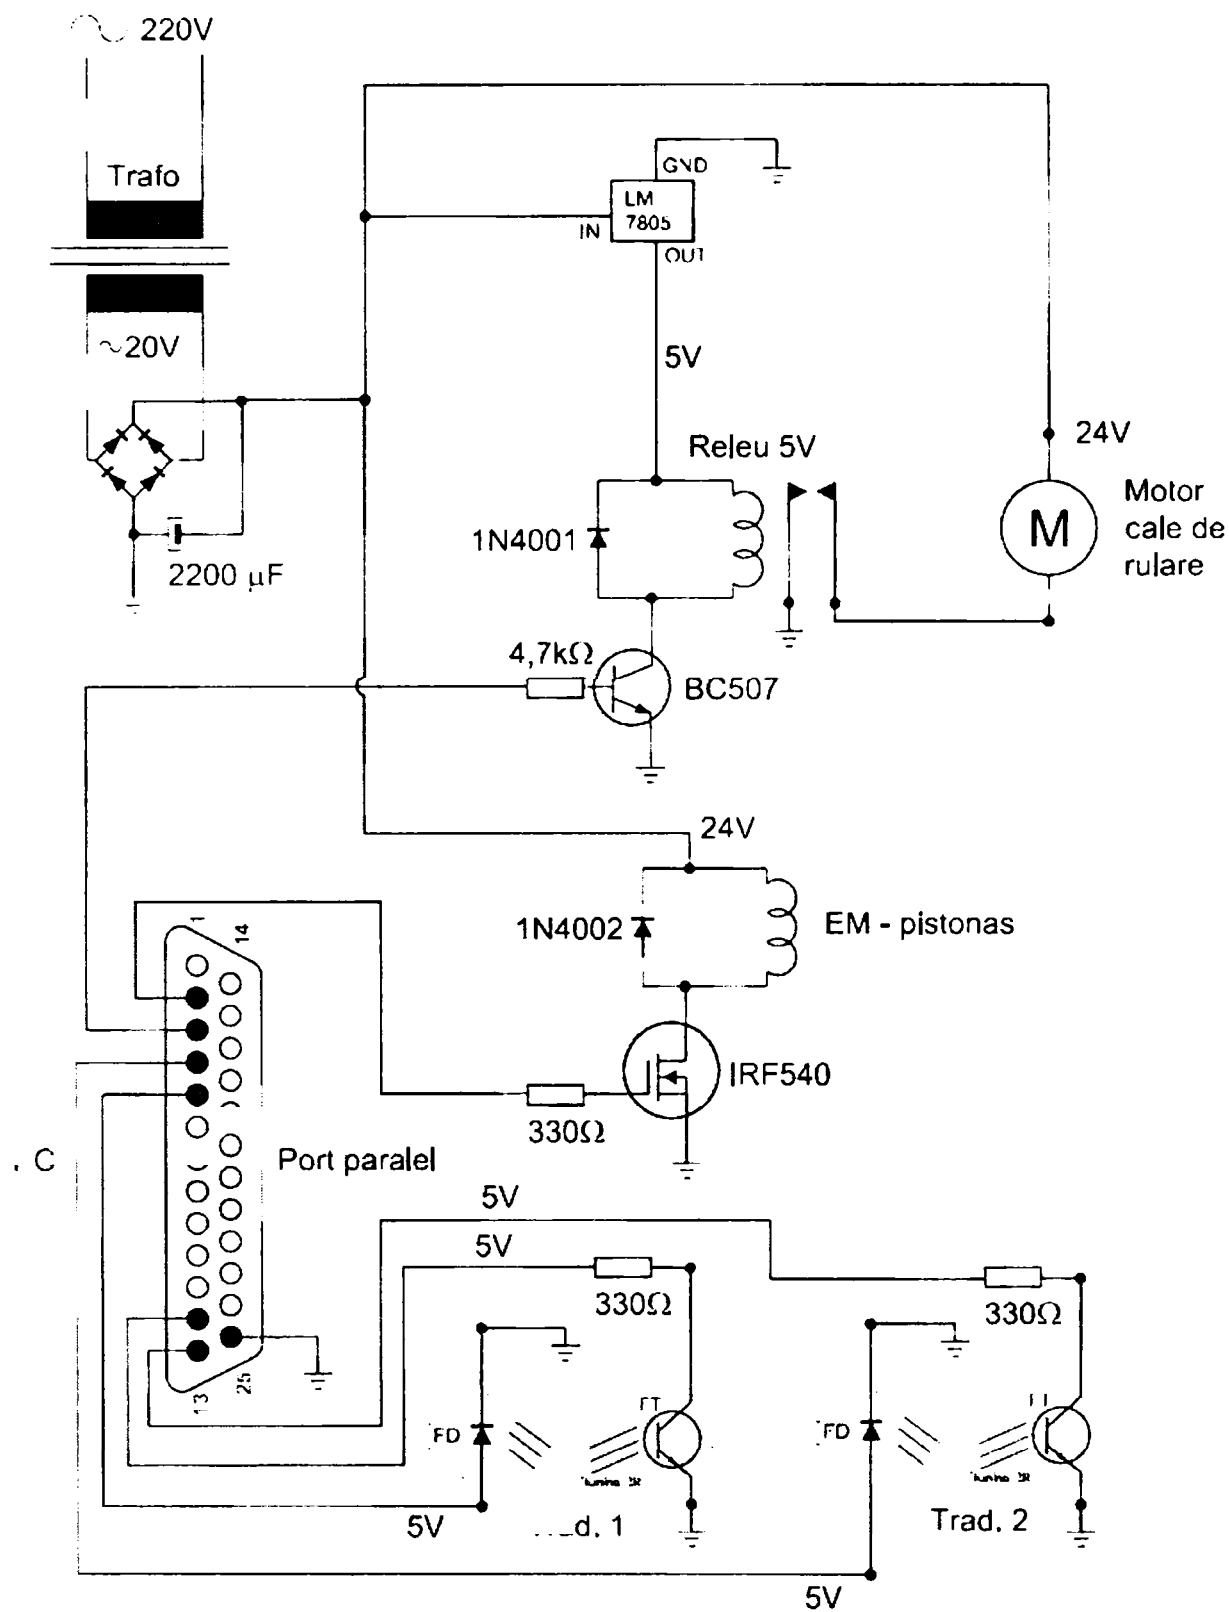 220V
Trafo
GND
LM
7805
IN
OUT
~20V
5V
Releu 5V
24V
1N4001
M
Motor
cale de
rulare
2200 µF
4,7kΩ
BC507
24V
1
14
1N4002
EM - pistonas
IRF540
330Ω
C
Port paralel
5V
5V
330Ω
330Ω
13
25
FD
FD
5V
d. 1
Trad. 2
5V